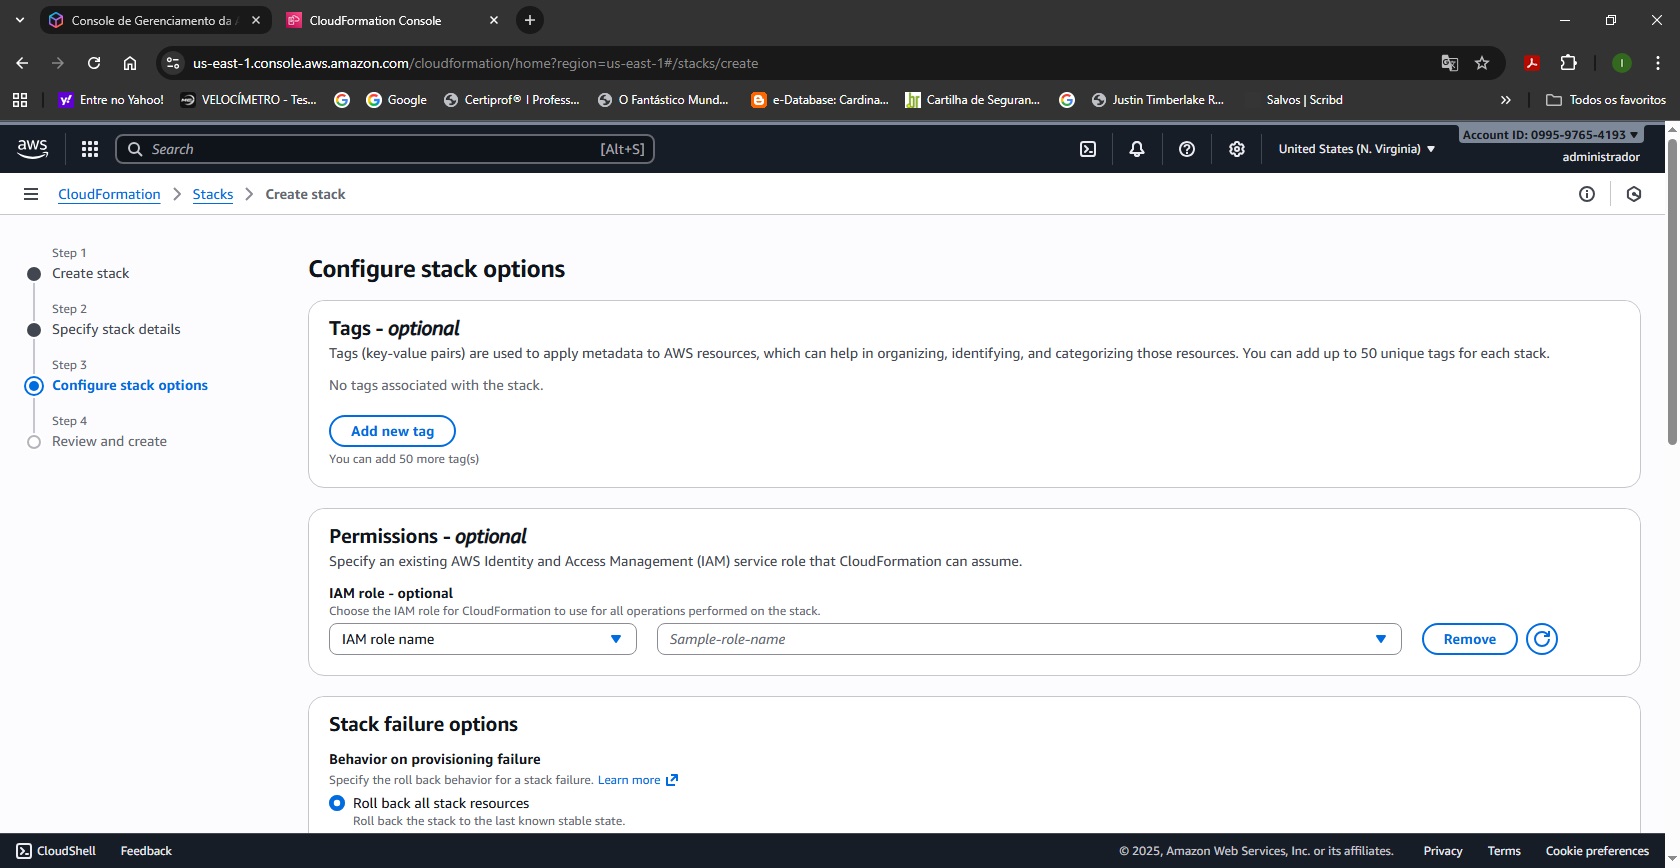 Console de Gerenciamento da
CloudFormation Console
us-east-1.console.aws.amazon.com/cloudformation/home?region=us-east-1#/stacks/create
Entre no Yahoo!
VELOCÍMETRO - Tes...
Google
Certiprof® | Profess...
O Fantástico Mund...
e-Database: Cardina...
Cartilha de Seguran...
Justin Timberlake R...
Salvos | Scribd
Todos os favoritos
aws
Search
[Alt+S]
United States (N. Virginia)
Account ID: 0995-9765-4193
administrador
CloudFormation
Stacks
Create stack
Step 1
Create stack
Step 2
Specify stack details
Step 3
Configure stack options
Step 4
Review and create
Configure stack options
Tags - optional
Tags (key-value pairs) are used to apply metadata to AWS resources, which can help in organizing, identifying, and categorizing those resources. You can add up to 50 unique tags for each stack.
No tags associated with the stack.
Add new tag
You can add 50 more tag(s)
Permissions - optional
Specify an existing AWS Identity and Access Management (IAM) service role that CloudFormation can assume.
IAM role - optional
Choose the IAM role for CloudFormation to use for all operations performed on the stack.
IAM role name
Sample-role-name
Remove
Stack failure options
Behavior on provisioning failure
Specify the roll back behavior for a stack failure. Learn more
Roll back all stack resources
Roll back the stack to the last known stable state.
CloudShell
Feedback
© 2025, Amazon Web Services, Inc. or its affiliates.
Privacy
Terms
Cookie preferences